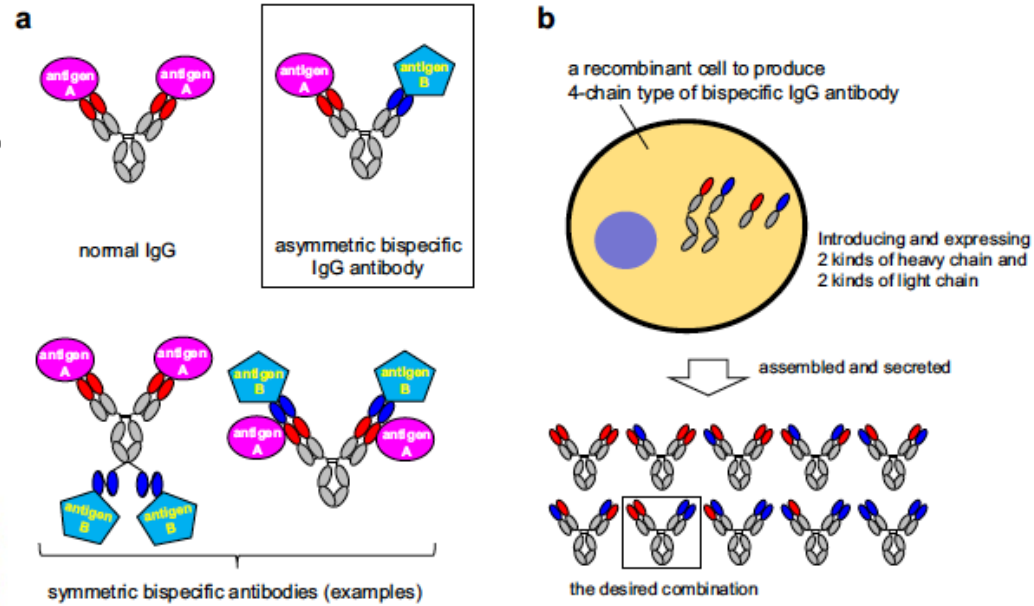 a
antigen
A
antigen
A
normal IgG
antigen
A
antigen
B
asymmetric bispecific
IgG antibody
antigen
A
antigen
A
antigen
B
antigen
B
antigen
B
antigen
A
antigen
B
antigen
A
symmetric bispecific antibodies (examples)
b
a recombinant cell to produce
4-chain type of bispecific IgG antibody
Introducing and expressing
2 kinds of heavy chain and
2 kinds of light chain
assembled and secreted
the desired combination